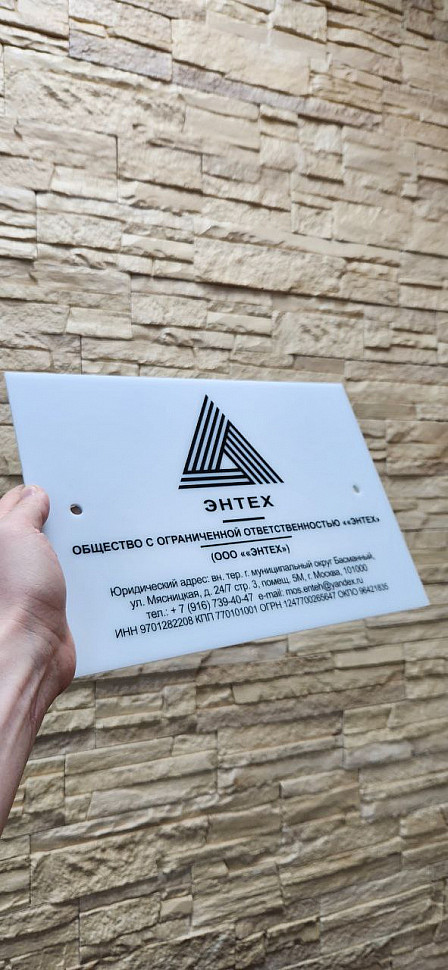 ЭНТЕХ
ОБЩЕСТВО С ОГРАНИЧЕННОЙ ОТВЕТСТВЕННОСТЬЮ ««ЭНТЕХ»
(ООО ««ЭНТЕХ»)
Юридический адрес: вн. тер. г. муниципальный округ Басманный,
ул. Мясницкая, д. 24/7 стр. 3, помещ. 5М, г. Москва, 101000
тел.: + 7 (916) 739-40-47 e-mail: mos.enteh@yandex.ru
ИНН 9701282208 КПП 770101001 ОГРН 1247700265647 ОКПО 96421835